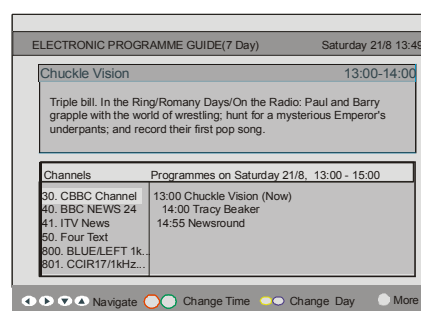 ELECTRONIC PROGRAMME GUIDE(7 Day) Saturday 21/8 13:49
Chuckle Vision 13:00-14:00
Triple bill. In the Ring/Romany Days/On the Radio: Paul and Barry
grapple with the world of wrestling; hunt for a mysterious Emperor's
underpants; and record their first pop song.
Channels Programmes on Saturday 21/8, 13:00 - 15:00
30. CBBC Channel 13:00 Chuckle Vision (Now)
40. BBC NEWS 24 14:00 Tracy Beaker
41. ITV News 14:55 Newsround
50. Four Text
800. BLUE/LEFT 1k..
801. CCIR17/1kHz...
Navigate Change Time Change Day More